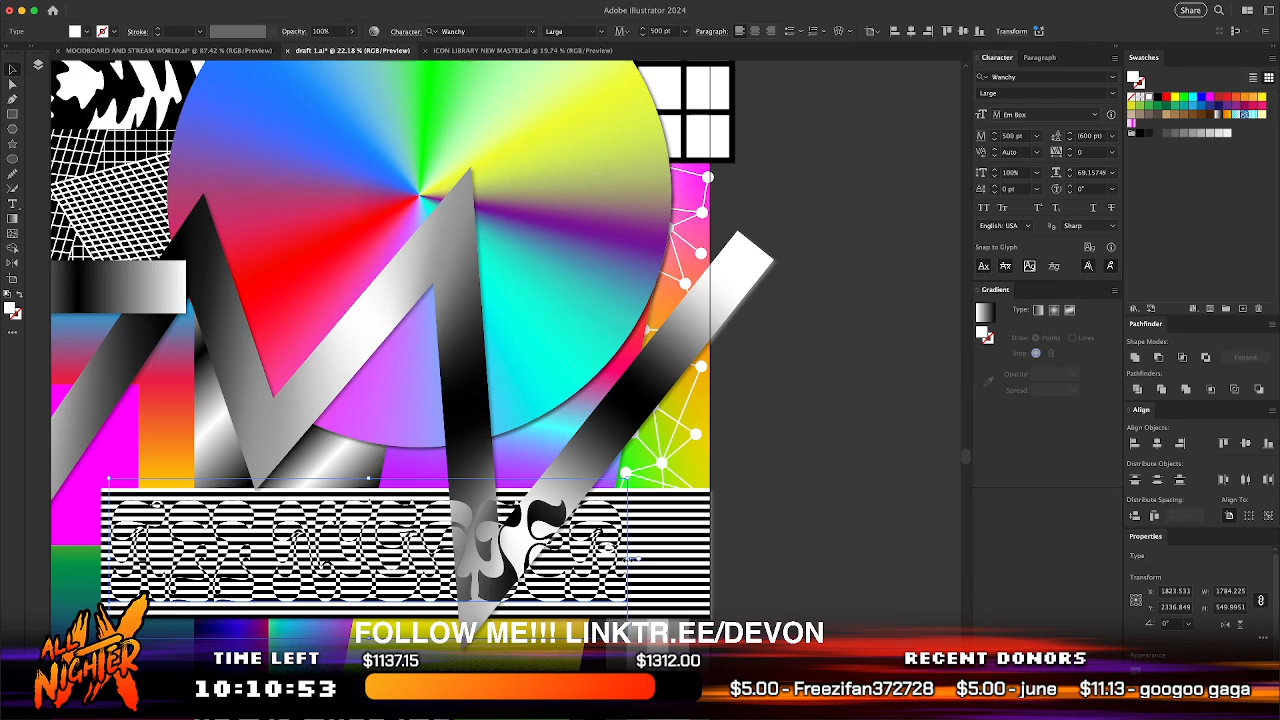 Adobe Illustrator 2024
Share
Type
Stroke:
Opacity: 100%
Character: Wanchy
Large
500 pt
Paragraph:
Transform
MOODBOARD AND STREAM WORLD.ai* @ 87.42 % (RGB/Preview)
draft 1.ai* @ 22.18 % (RGB/Preview)
ICON LIBRARY NEW MASTER.ai @ 19.74 % (RGB/Preview)
Character
Paragraph
Wanchy
Large
Em Box
500 pt
(600 pt)
Auto
0
100%
69.15749
0 pt
0°
English: USA
Sharp
Snap to Glyph
Gradient
Type:
Draw:
Points
Lines
Stop:
Opacity:
Spread:
Swatches
Pathfinder
Shape Modes:
Expand
Pathfinders:
Align
Align Objects:
Distribute Objects:
Distribute Spacing:
Align To:
Properties
Type
Transform
X: 1823.531
W: 1784.225
Y: 2336.849
H: 549.9951
0°
Appearance
FOLLOW ME!!! LINKTR.EE/DEVON
ALL NIGHTER
TIME LEFT
10:10:53
$1137.15
$1312.00
RECENT DONORS
$5.00 - Freezifan372728
$5.00 - june
$11.13 - googoo gaga